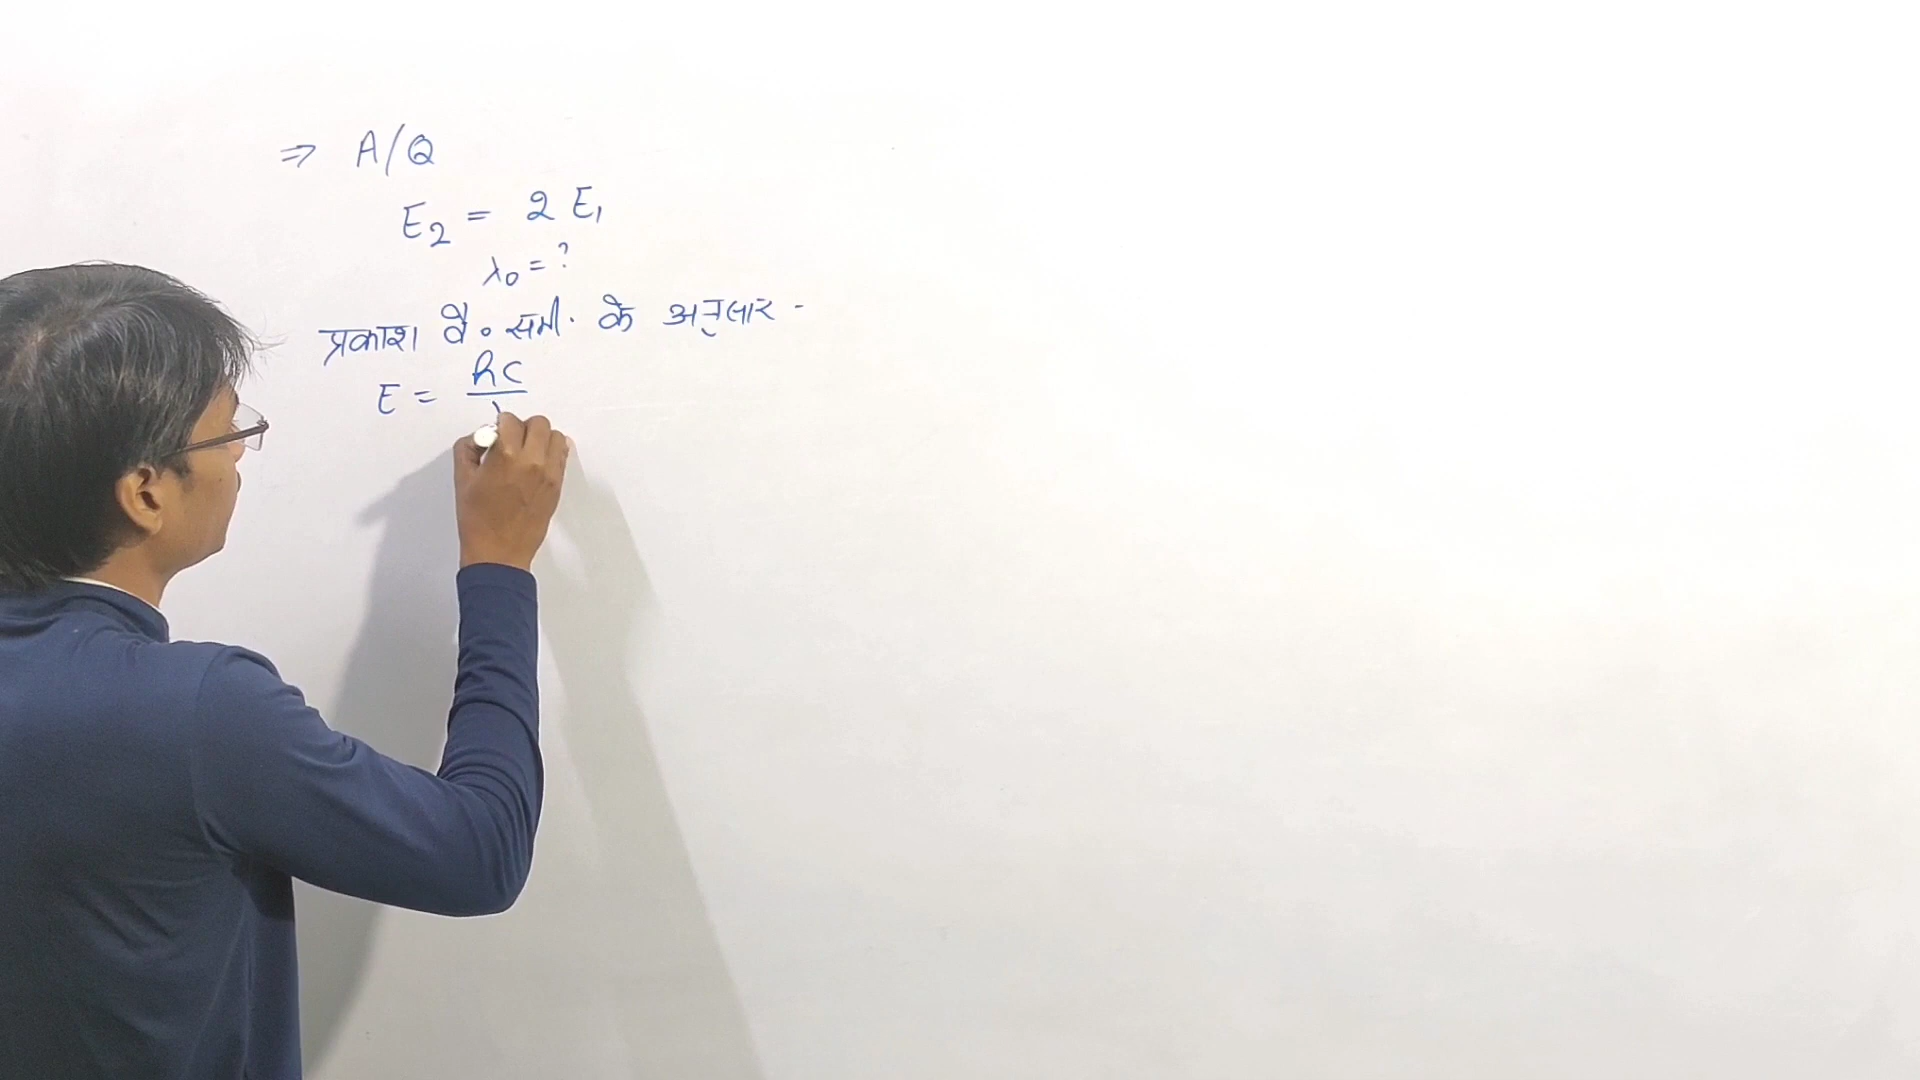 ⇒ A/Q
E₂ = 2 E₁
λ₀ = ?
प्रकाश वै॰ समी. के अनुसार -
E = hc / λ